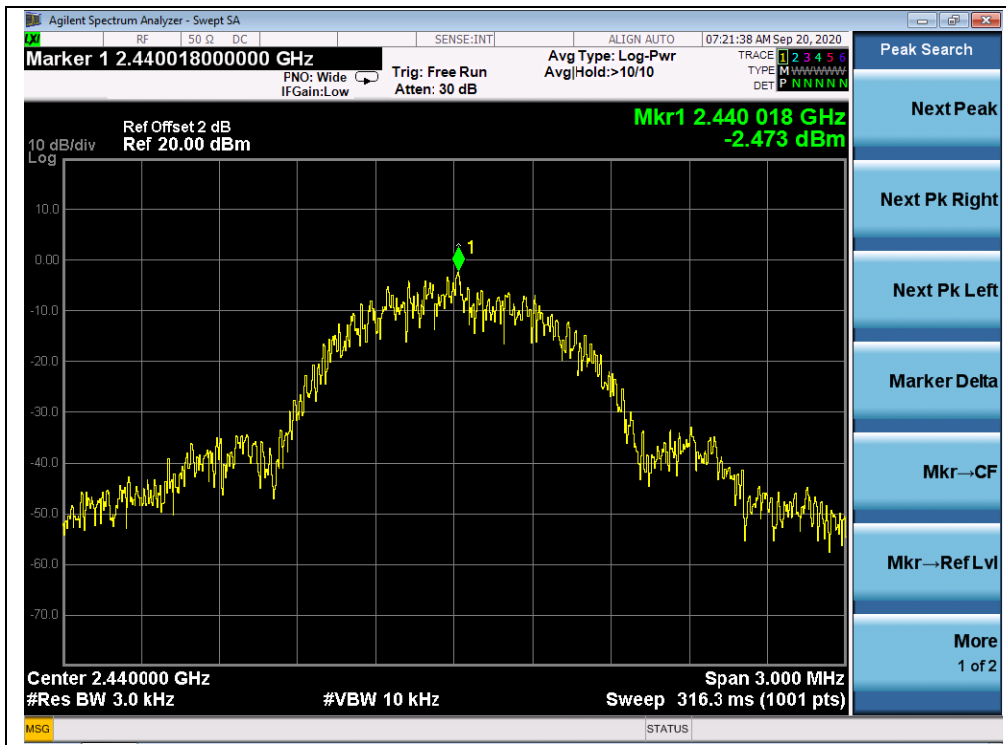 Agilent Spectrum Analyzer - Swept SA
LXI RF 50 Ω DC SENSE:INT ALIGN AUTO 07:21:38 AM Sep 20, 2020
Marker 1 2.440018000000 GHz
PNO: Wide
IFGain:Low
Trig: Free Run
Atten: 30 dB
Avg Type: Log-Pwr
Avg|Hold:>10/10
TRACE 1 2 3 4 5 6
TYPE M WWWWW
DET P N N N N N
Mkr1 2.440 018 GHz
-2.473 dBm
Ref Offset 2 dB
10 dB/div Ref 20.00 dBm
Log
10.0
1
0.00
-10.0
-20.0
-30.0
-40.0
-50.0
-60.0
-70.0
Center 2.440000 GHz Span 3.000 MHz
#Res BW 3.0 kHz #VBW 10 kHz Sweep 316.3 ms (1001 pts)
MSG STATUS
Peak Search
Next Peak
Next Pk Right
Next Pk Left
Marker Delta
Mkr→CF
Mkr→Ref Lvl
More
1 of 2